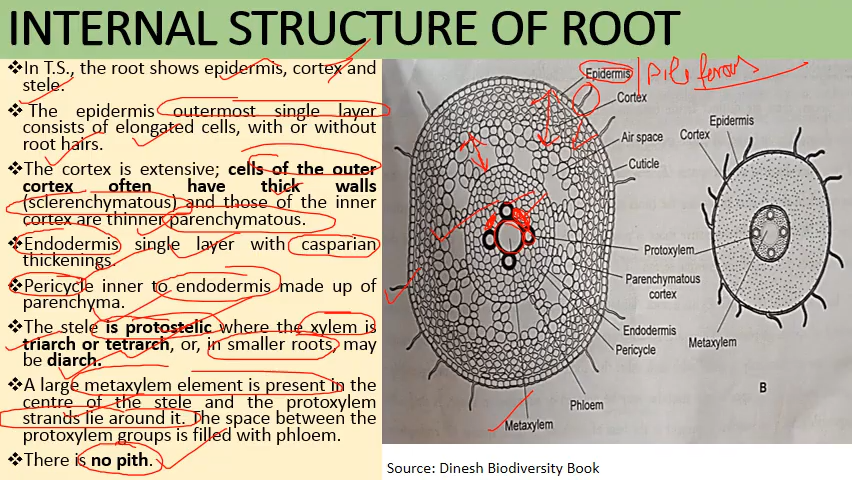 INTERNAL STRUCTURE OF ROOT
In T.S., the root shows epidermis, cortex and
stele.
The epidermis outermost single layer
consists of elongated cells, with or without
root hairs.
The cortex is extensive; cells of the outer
cortex often have thick walls
(sclerenchymatous) and those of the inner
cortex are thinner parenchymatous.
Endodermis single layer with casparian
thickenings.
Pericycle inner to endodermis made up of
parenchyma.
The stele is protostelic where the xylem is
triarch or tetrarch, or, in smaller roots, may
be diarch.
A large metaxylem element is present in the
centre of the stele and the protoxylem
strands lie around it. The space between the
protoxylem groups is filled with phloem.
There is no pith.
Epidermis / piliferous
Cortex
Air space
Cuticle
Protoxylem
Parenchymatous
cortex
Endodermis
Pericycle
Phloem
Metaxylem
Epidermis
Cortex
Metaxylem
B
Source: Dinesh Biodiversity Book